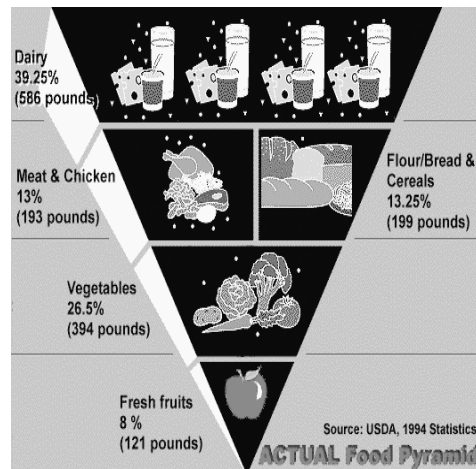 Dairy
39.25%
(586 pounds)
Meat & Chicken
13%
(193 pounds)
Flour/Bread &
Cereals
13.25%
(199 pounds)
Vegetables
26.5%
(394 pounds)
Fresh fruits
8 %
(121 pounds)
Source: USDA, 1994 Statistics
ACTUAL Food Pyramid